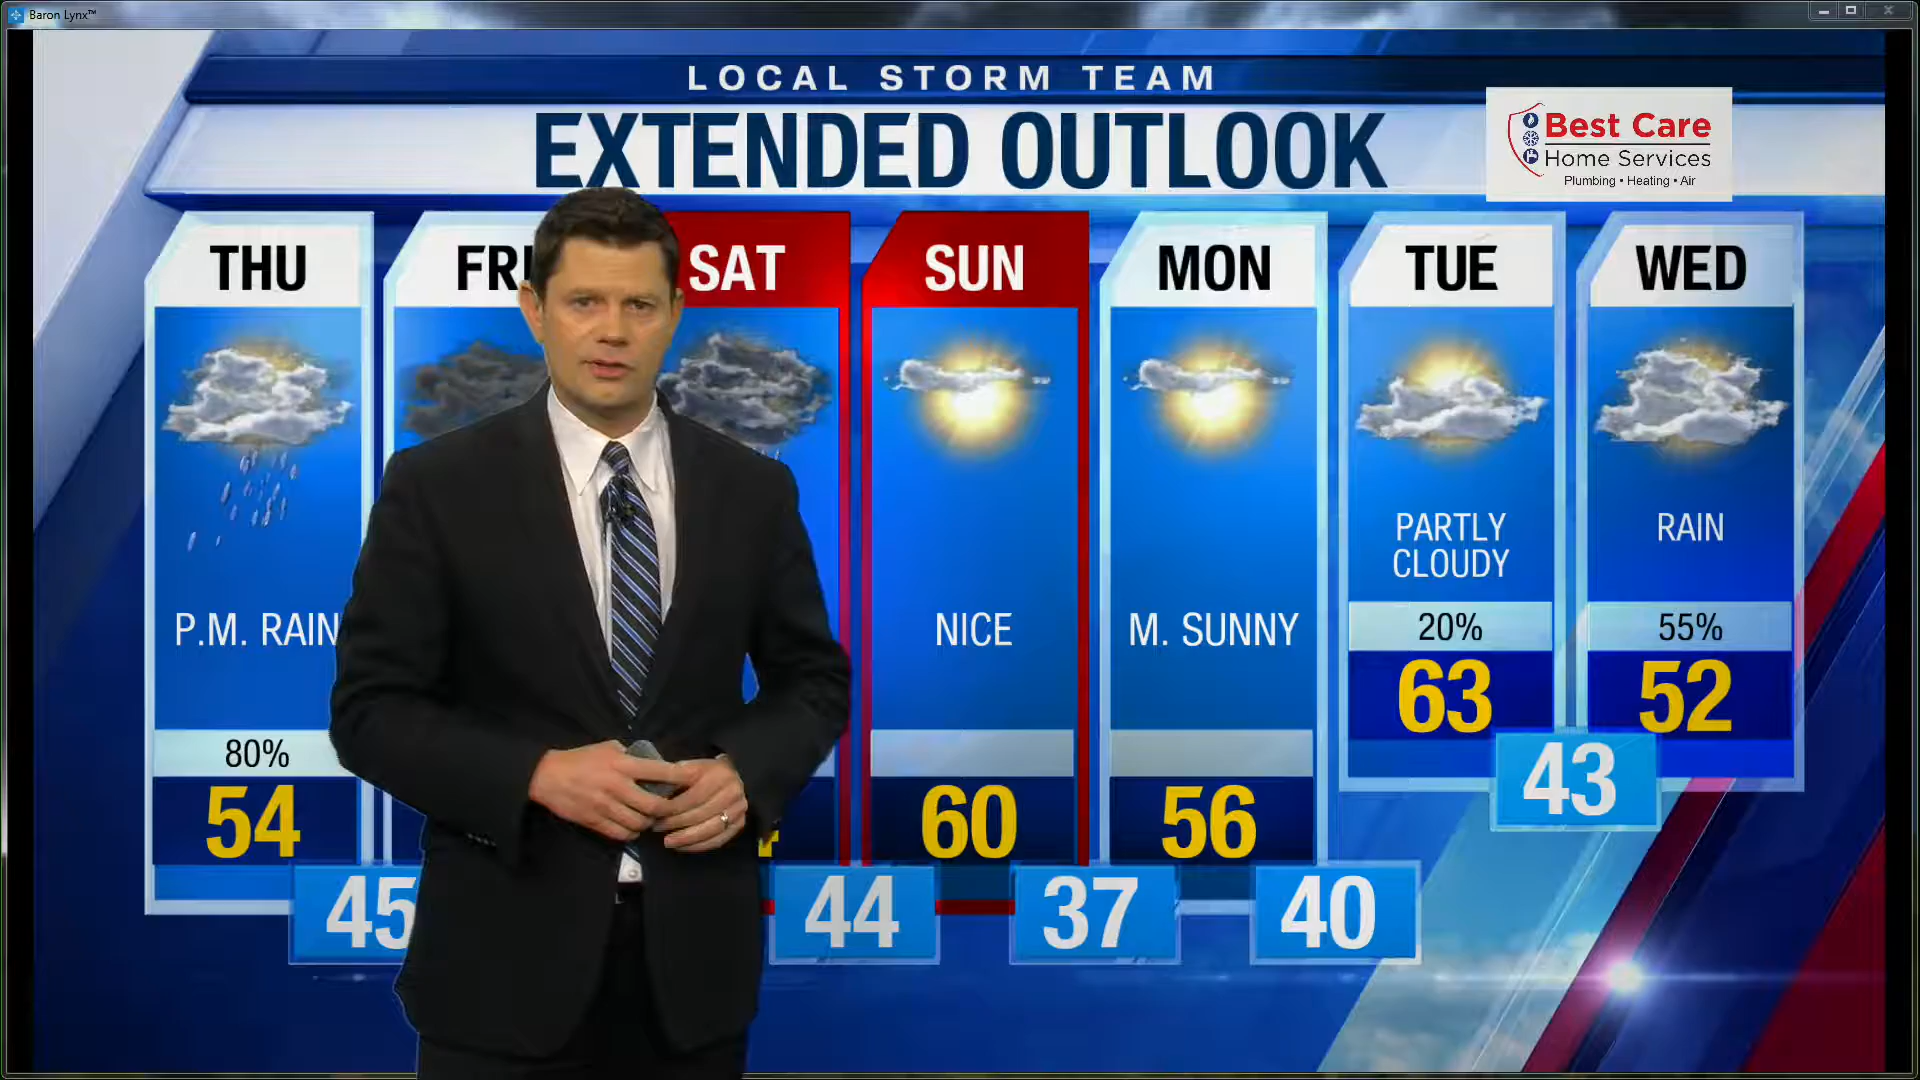 Baron Lynx™
LOCAL STORM TEAM
EXTENDED OUTLOOK
Best Care
Home Services
Plumbing • Heating • Air
THU
FRI
SAT
SUN
MON
TUE
WED
PARTLY
CLOUDY
RAIN
P.M. RAIN
NICE
M. SUNNY
20%
55%
63
52
80%
43
54
60
56
45
44
37
40